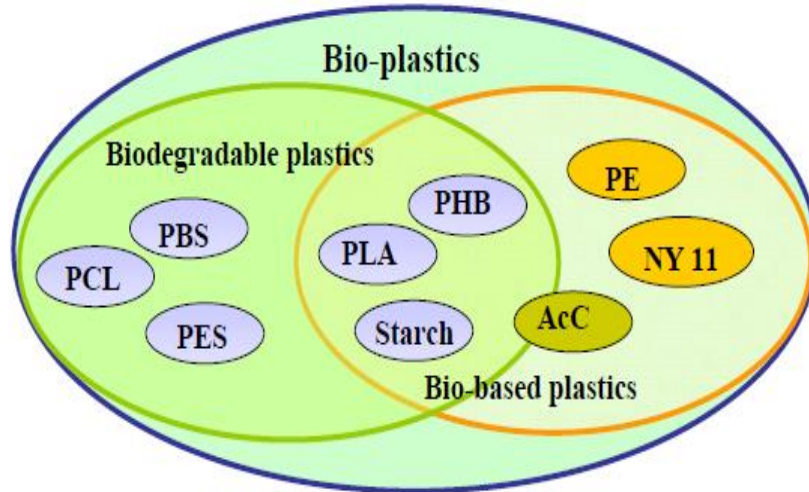 Bio-plastics
Biodegradable plastics
PBS
PCL
PES
PHB
PLA
Starch
PE
NY 11
AcC
Bio-based plastics